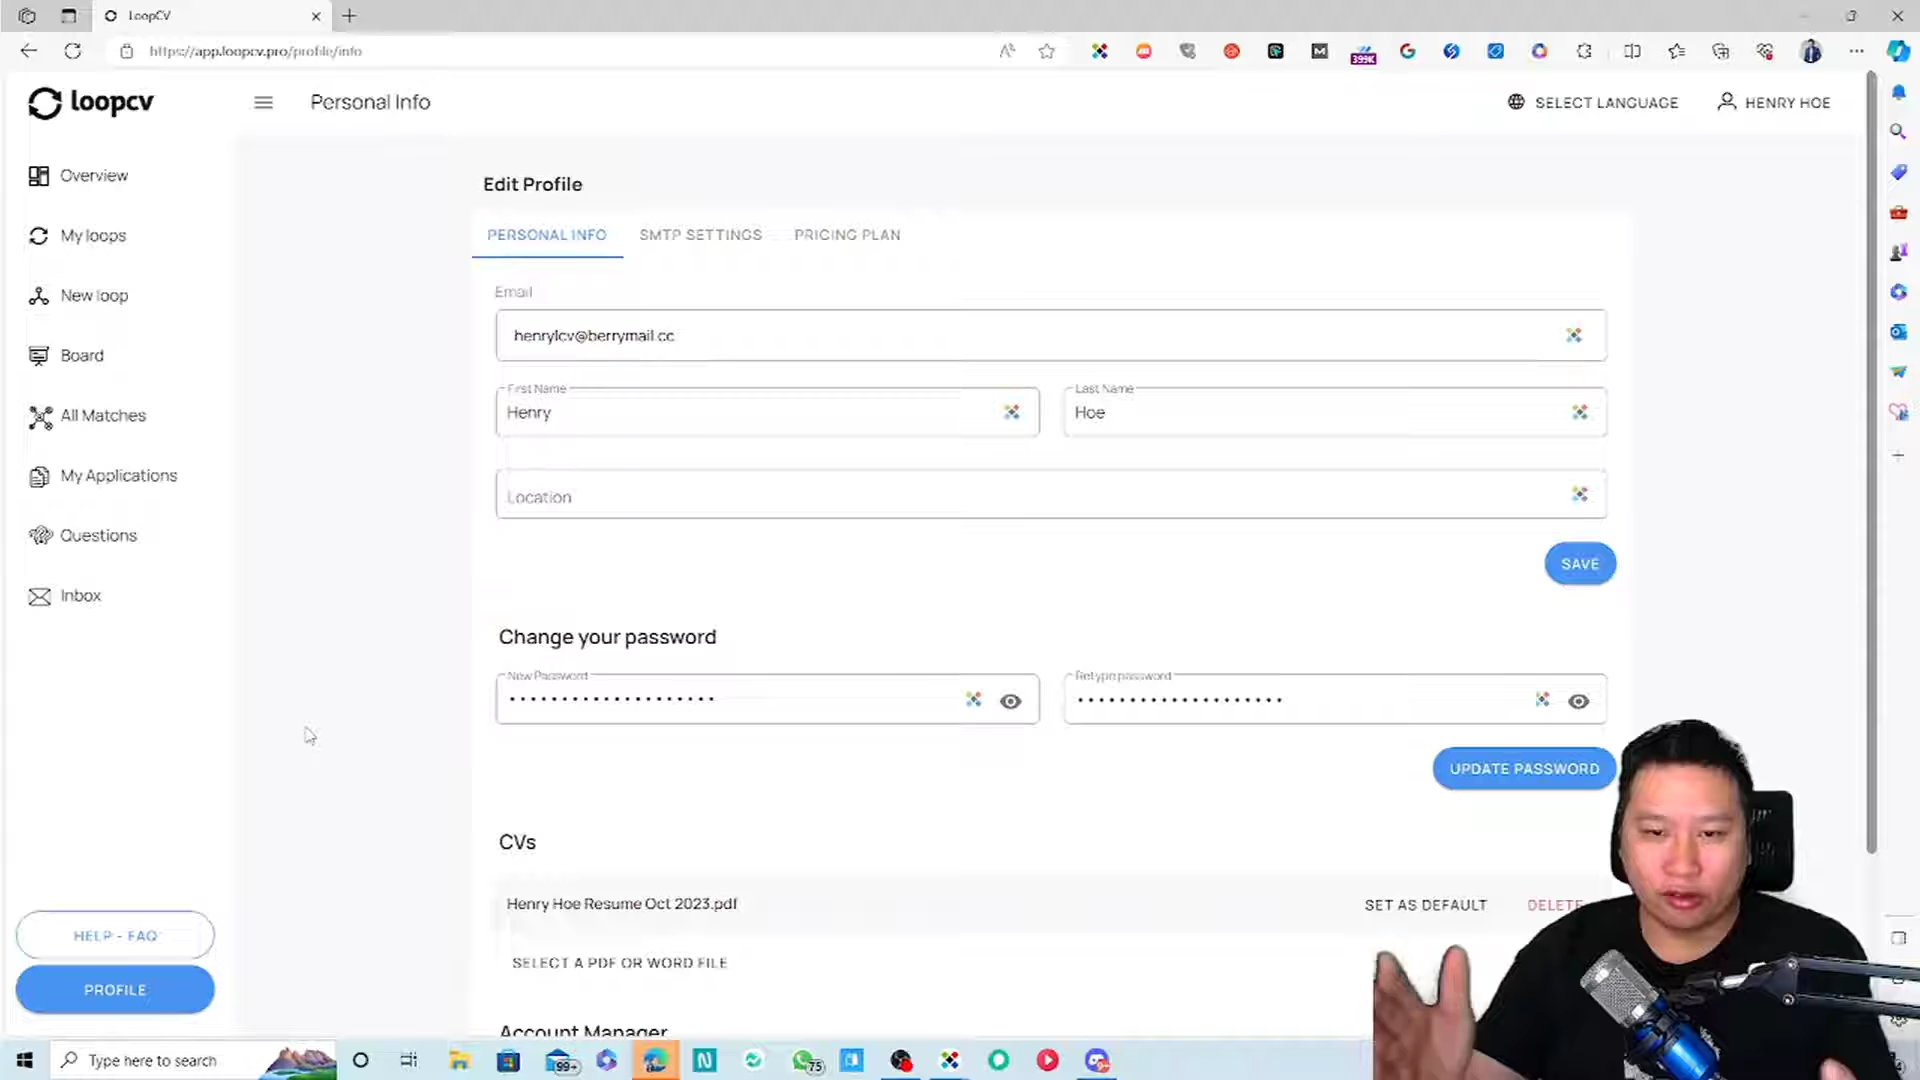 LoopCV
https://app.loopcv.pro/profile/info
399K
loopcv
Personal Info
SELECT LANGUAGE
HENRY HOE
Overview
My loops
New loop
Board
All Matches
My Applications
Questions
Inbox
HELP - FAQ
PROFILE
Edit Profile
PERSONAL INFO
SMTP SETTINGS
PRICING PLAN
Email
henrylcv@berrymail.cc
First Name
Henry
Last Name
Hoe
Location
SAVE
Change your password
New Password
Retype password
UPDATE PASSWORD
CVs
Henry Hoe Resume Oct 2023.pdf
SET AS DEFAULT
DELETE
SELECT A PDF OR WORD FILE
Account Manager
Type here to search
99+
75